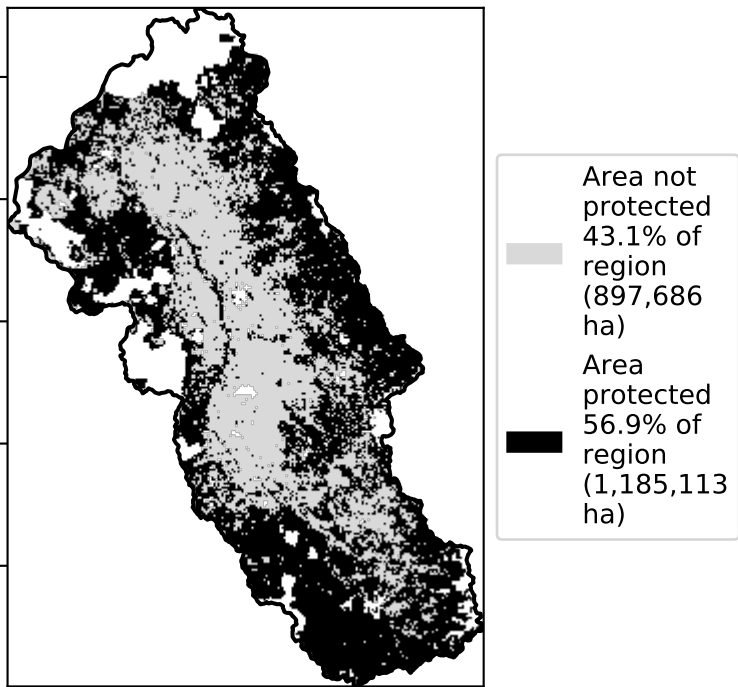 Area not
protected
43.1% of
region
(897,686
ha)
Area
protected
56.9% of
region
(1,185,113
ha)